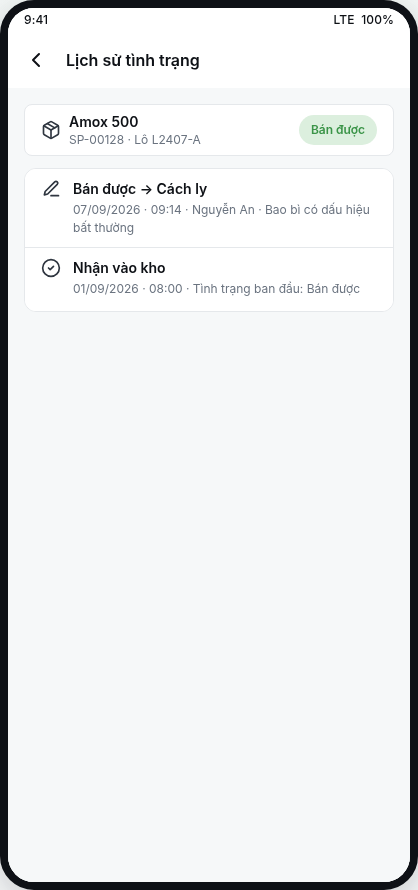 9:41
LTE 100%
Lịch sử tình trạng
Amox 500
SP-00128 · Lô L2407-A
Bán được
Bán được → Cách ly
07/09/2026 · 09:14 · Nguyễn An · Bao bì có dấu hiệu
bất thường
Nhận vào kho
01/09/2026 · 08:00 · Tình trạng ban đầu: Bán được